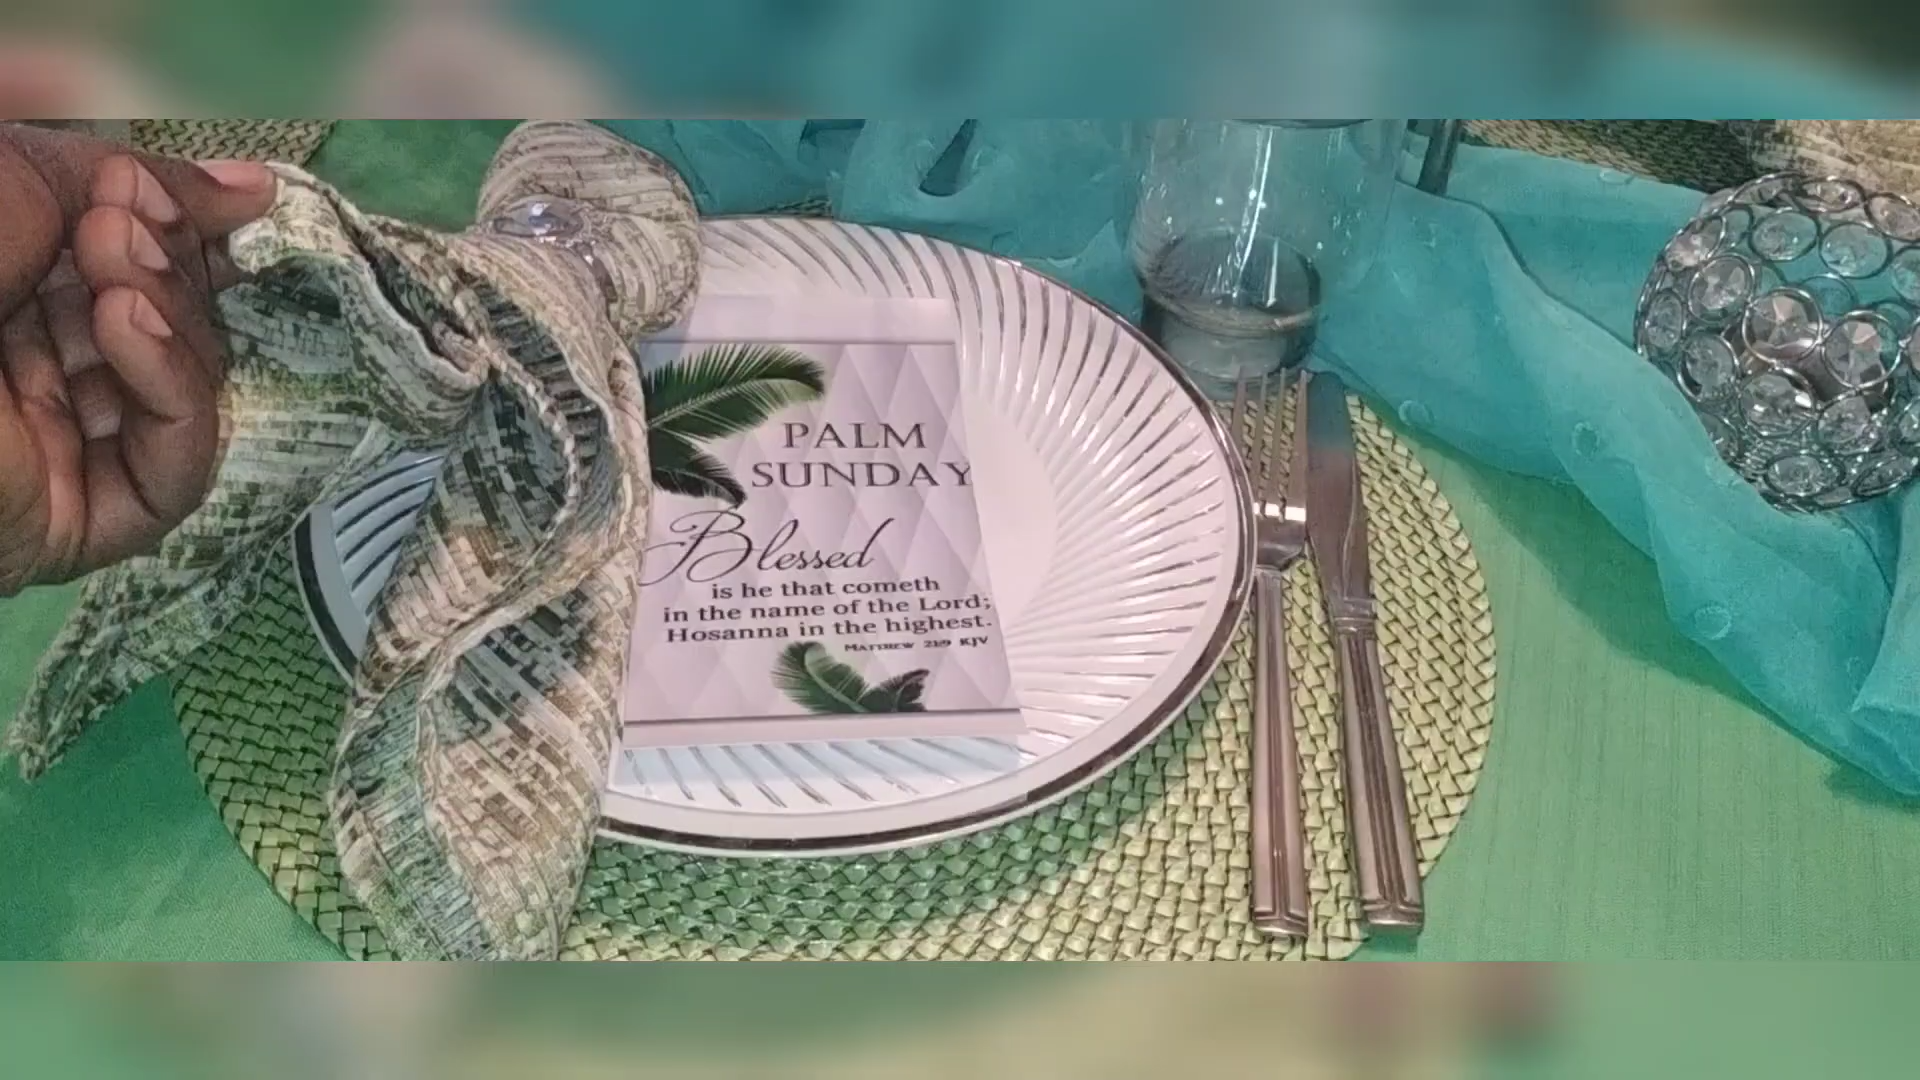 PALM
SUNDAY
Blessed
is he that cometh
in the name of the Lord;
Hosanna in the highest.
MATTHEW 21:9 KJV